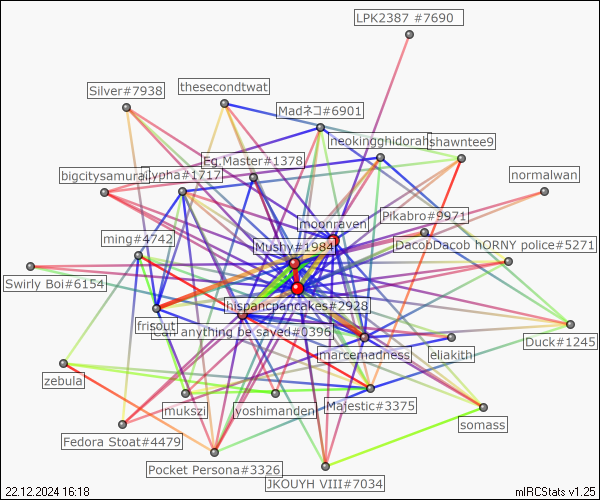 LPK2387 #7690
Silver#7938
thesecondtwat
Madネコ#6901
neokingghidorah
shawntee9
Eg.Master#1378
bigcitysamurai
Cypha#1717
normalwan
Pikabro#9971
moonraven
ming#4742
Mushy#1984
DacobDacob hORNY police#5271
Swirly Boi#6154
hispancpancakes#2928
frisout
Can anything be saved#0396
Duck#1245
marcemadness
eliakith
zebula
mukszi
yoshimanden
Majestic#3375
somass
Fedora Stoat#4479
Pocket Persona#3326
JKOUYH VIII#7034
22.12.2024 16:18
mIRCStats v1.25